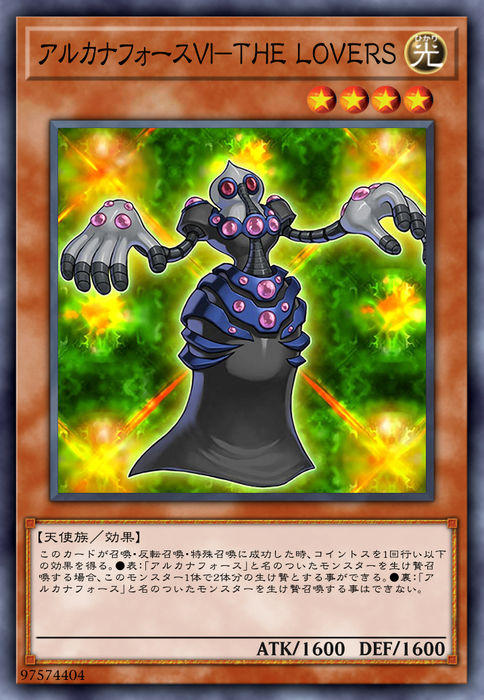 アルカナフォースVI－THE LOVERS
ひかり
光
【天使族／効果】
このカードが召喚・反転召喚・特殊召喚に成功した時、コイントスを1回行い以下
の効果を得る。●表：「アルカナフォース」と名のついたモンスターを生け贄召
喚する場合、このモンスター1体で2体分の生け贄とする事ができる。●裏：「ア
ルカナフォース」と名のついたモンスターを生け贄召喚する事はできない。
ATK/1600 DEF/1600
97574404